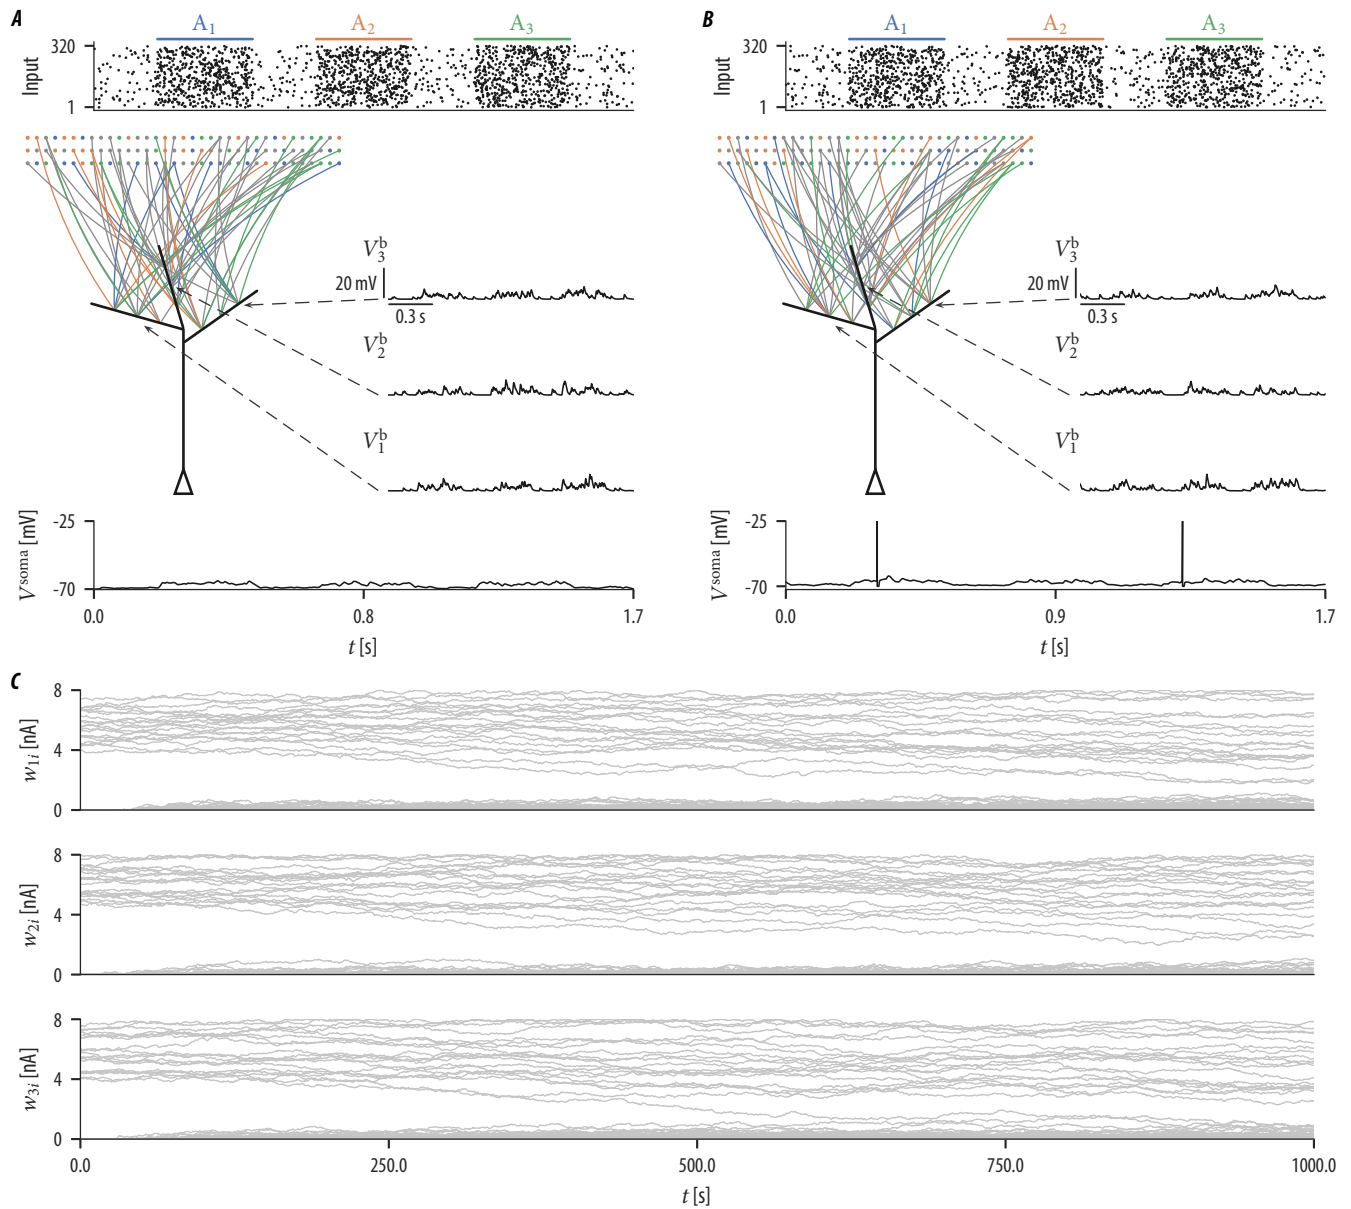 A
A₁ A₂ A₃
320
Input
1
V₃ᵇ
20 mV
0.3 s
V₂ᵇ
V₁ᵇ
-25
Vˢᵒᵐᵃ [mV]
-70
0.0 0.8 1.7
t [s]
B
A₁ A₂ A₃
320
Input
1
V₃ᵇ
20 mV
0.3 s
V₂ᵇ
V₁ᵇ
-25
Vˢᵒᵐᵃ [mV]
-70
0.0 0.9 1.7
t [s]
C
8
w₁ᵢ [nA]
4
0
8
w₂ᵢ [nA]
4
0
8
w₃ᵢ [nA]
4
0
0.0 250.0 500.0 750.0 1000.0
t [s]